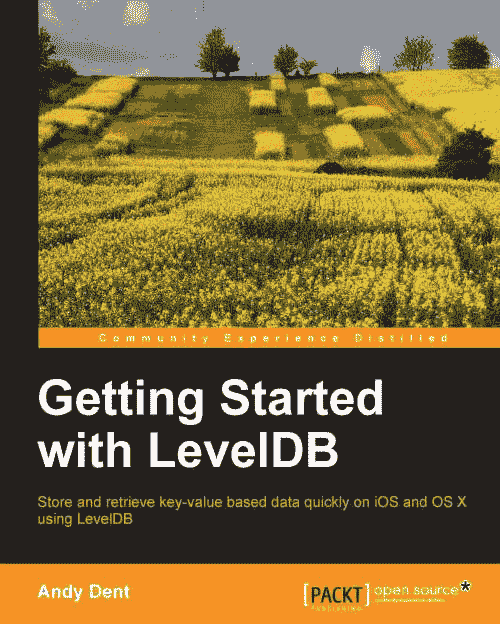 Community Experience Distilled
Getting Started
with LevelDB
Store and retrieve key-value based data quickly on iOS and OS X
using LevelDB
Andy Dent
[PACKT] open source*
PUBLISHING